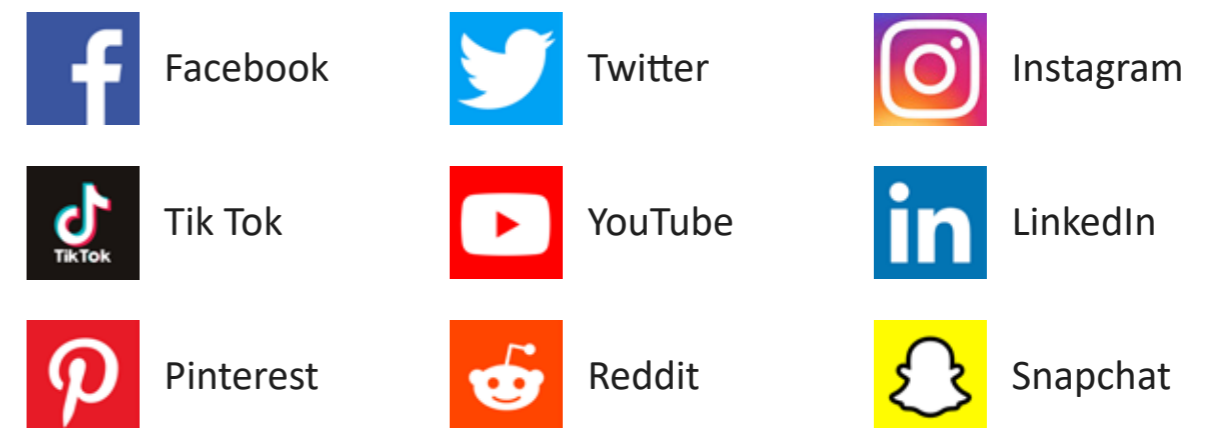 Facebook
Twitter
Instagram
TikTok
Tik Tok
YouTube
in
LinkedIn
Pinterest
Reddit
Snapchat